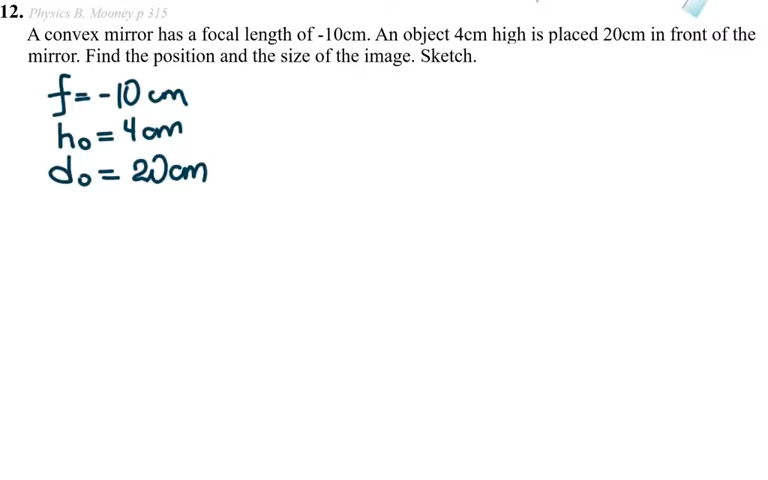 12. Physics B, Mooney p 315
A convex mirror has a focal length of -10cm. An object 4cm high is placed 20cm in front of the
mirror. Find the position and the size of the image. Sketch.
f = -10 cm
ho = 4 cm
do = 20cm